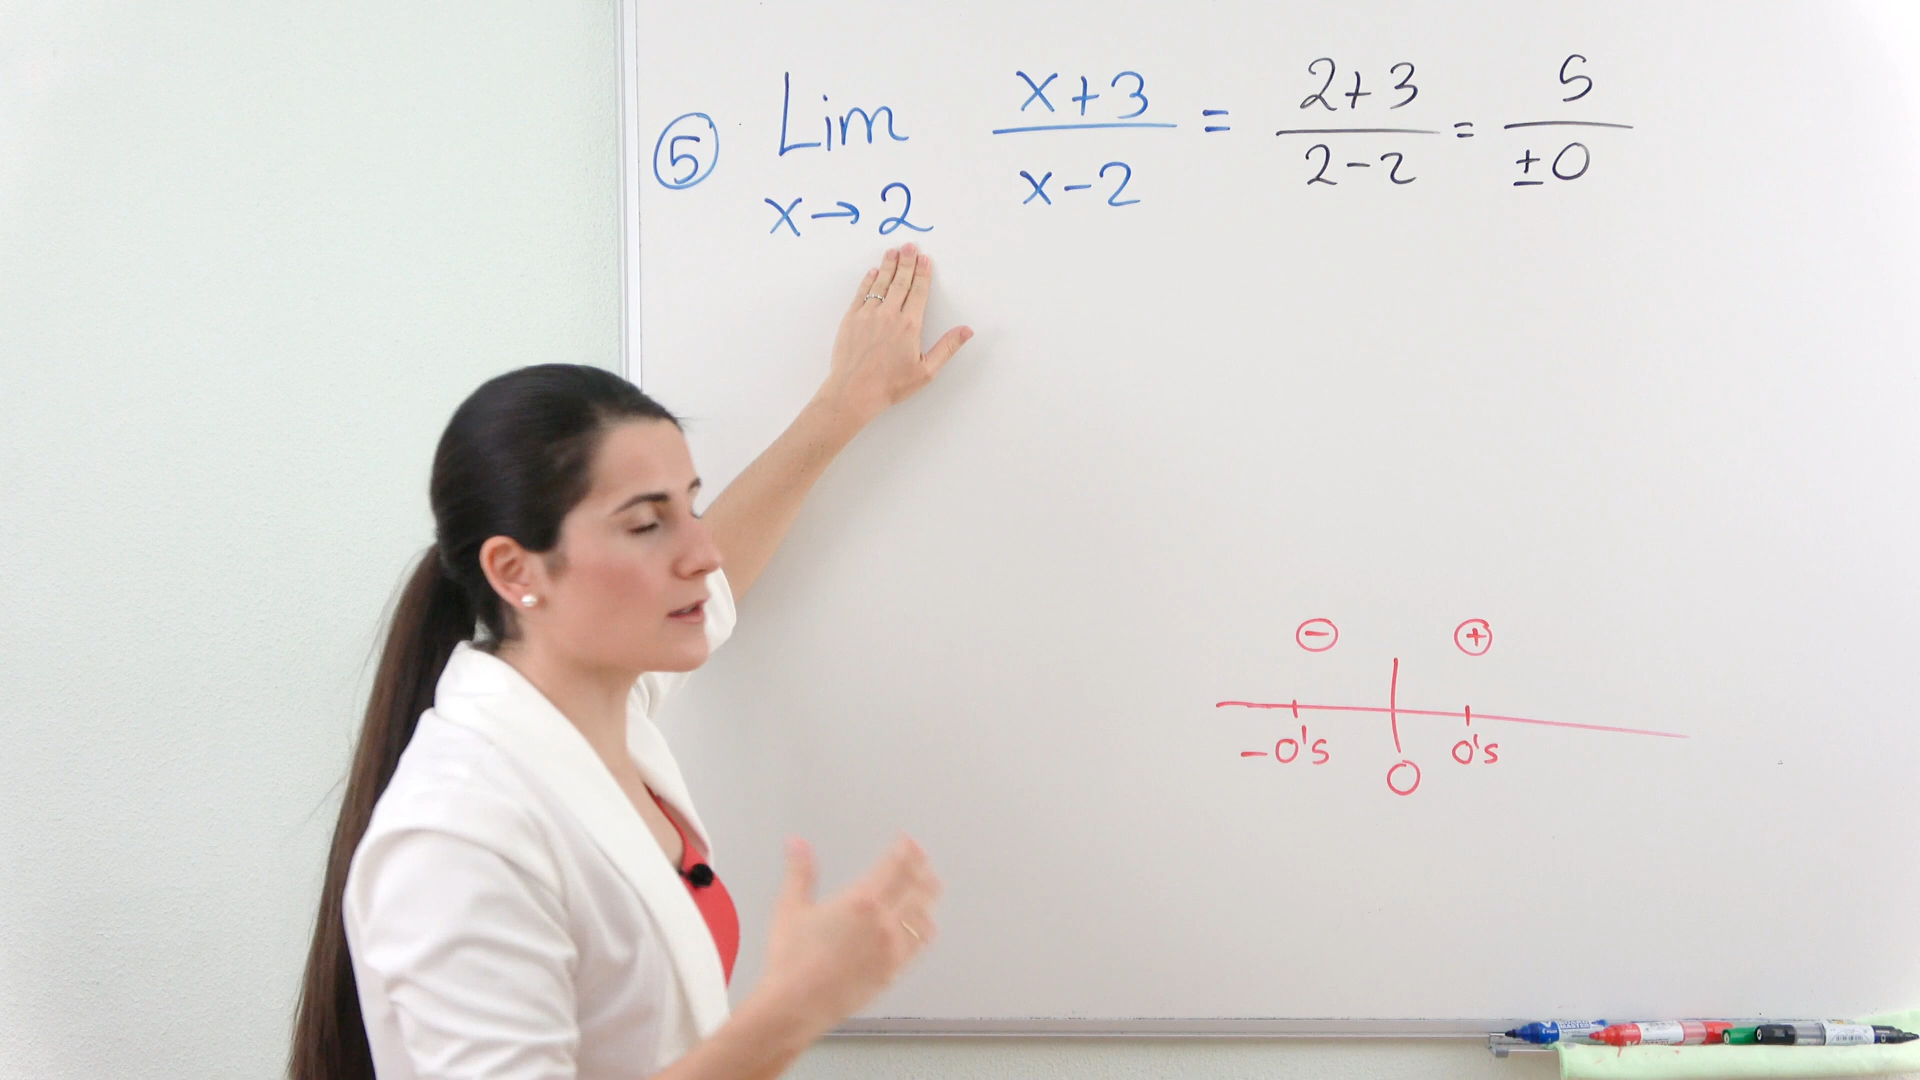 ⑤ Lim x→2 x+3/x-2 = 2+3/2-2 = 5/±0
⊖ ⊕
-0's 0 0's